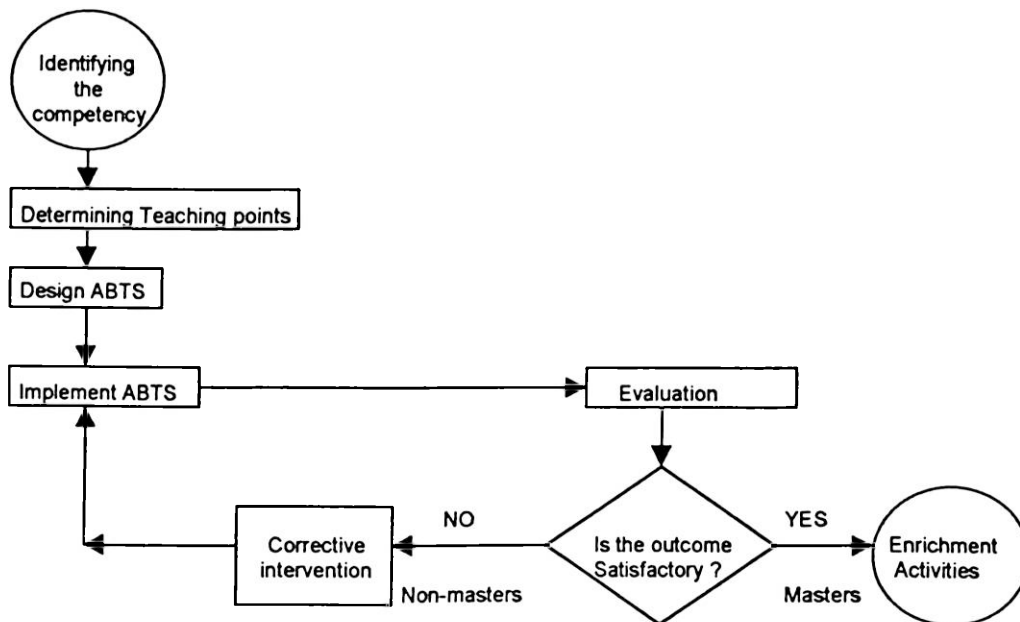 Identifying
the
competency
Determining Teaching points
Design ABTS
Implement ABTS
Evaluation
Is the outcome
Satisfactory ?
NO
Non-masters
Corrective
intervention
YES
Masters
Enrichment
Activities